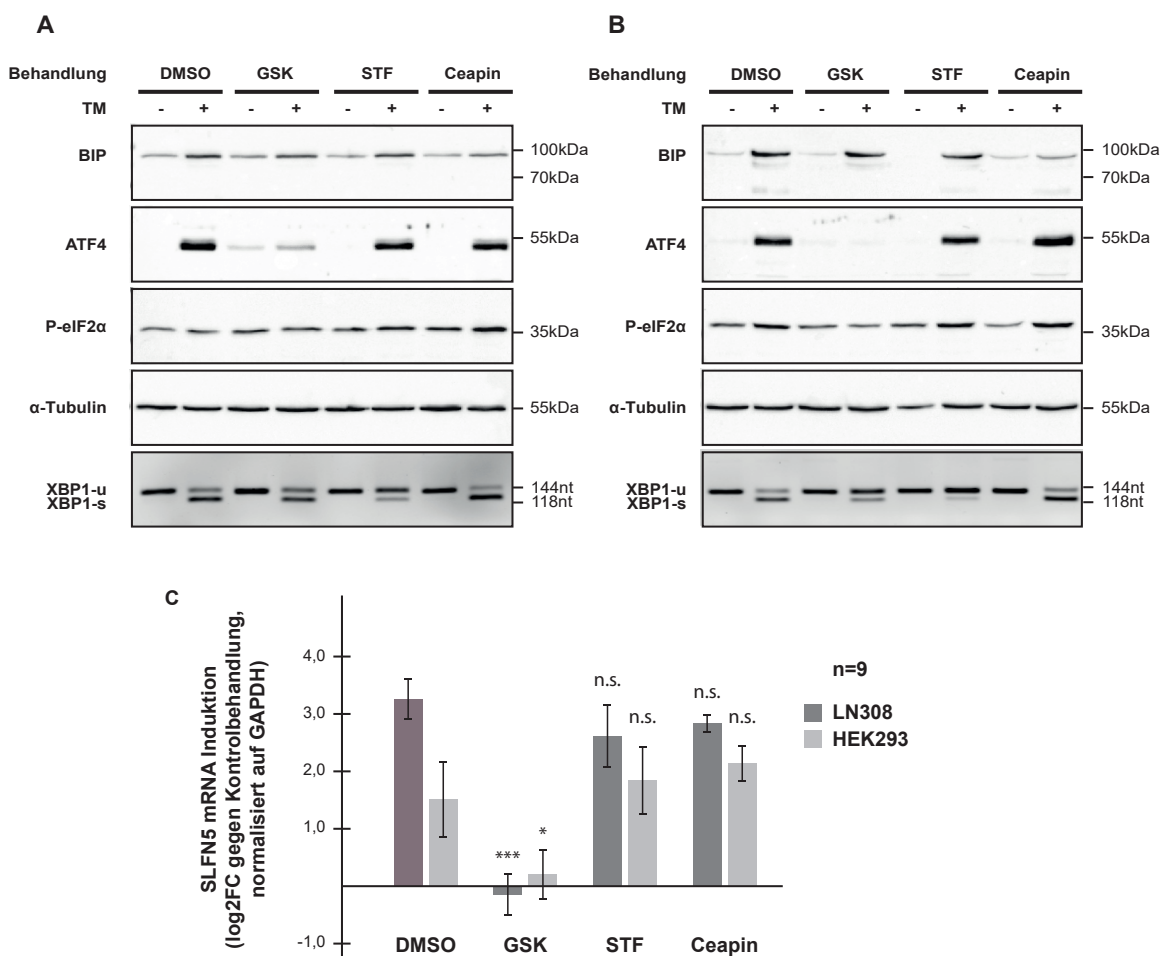 A
Behandlung DMSO GSK STF Ceapin
TM - + - + - + - +
BIP 100kDa
70kDa
ATF4 55kDa
P-eIF2α 35kDa
α-Tubulin 55kDa
XBP1-u 144nt
XBP1-s 118nt
B
Behandlung DMSO GSK STF Ceapin
TM - + - + - + - +
BIP 100kDa
70kDa
ATF4 55kDa
P-eIF2α 35kDa
α-Tubulin 55kDa
XBP1-u 144nt
XBP1-s 118nt
C
SLFN5 mRNA Induktion
(log2FC gegen Kontrolbehandlung,
normalisiert auf GAPDH)
4,0
3,0
2,0
1,0
-1,0
*** *
n.s. n.s.
n.s. n.s.
DMSO GSK STF Ceapin
n=9
LN308
HEK293